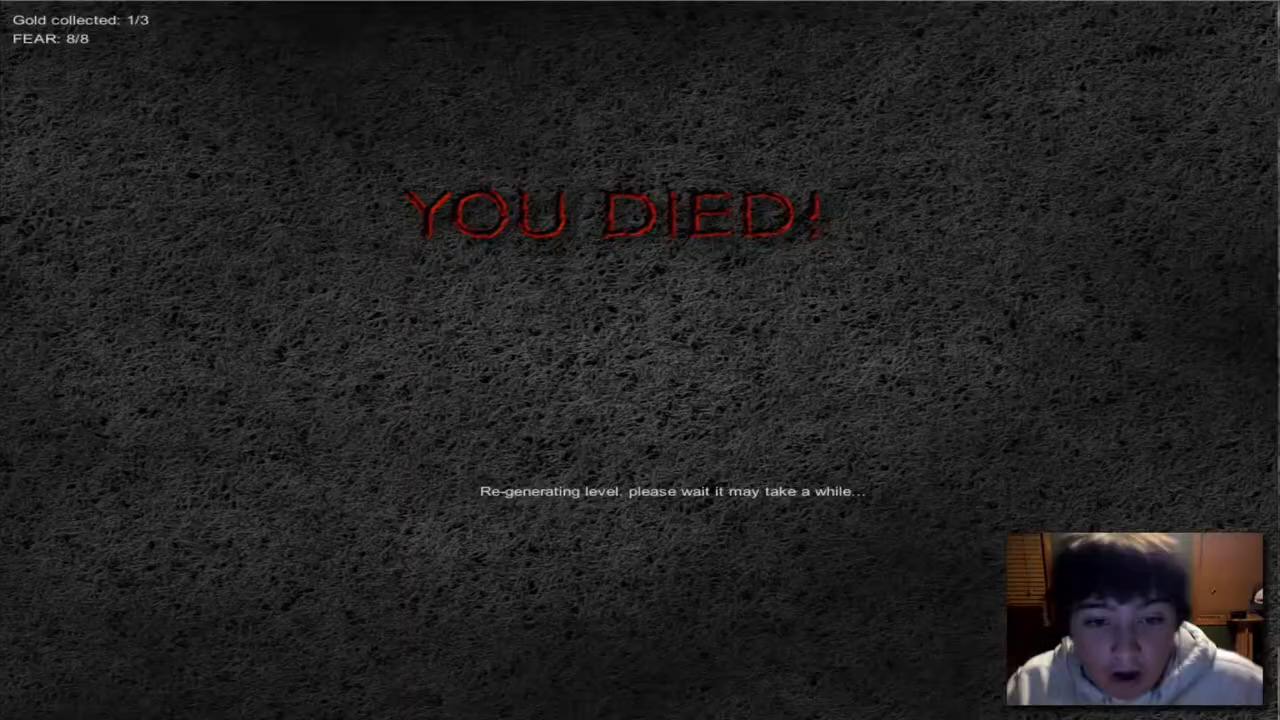 Gold collected: 1/3
FEAR: 8/8
YOU DIED!
Re-generating level, please wait it may take a while...